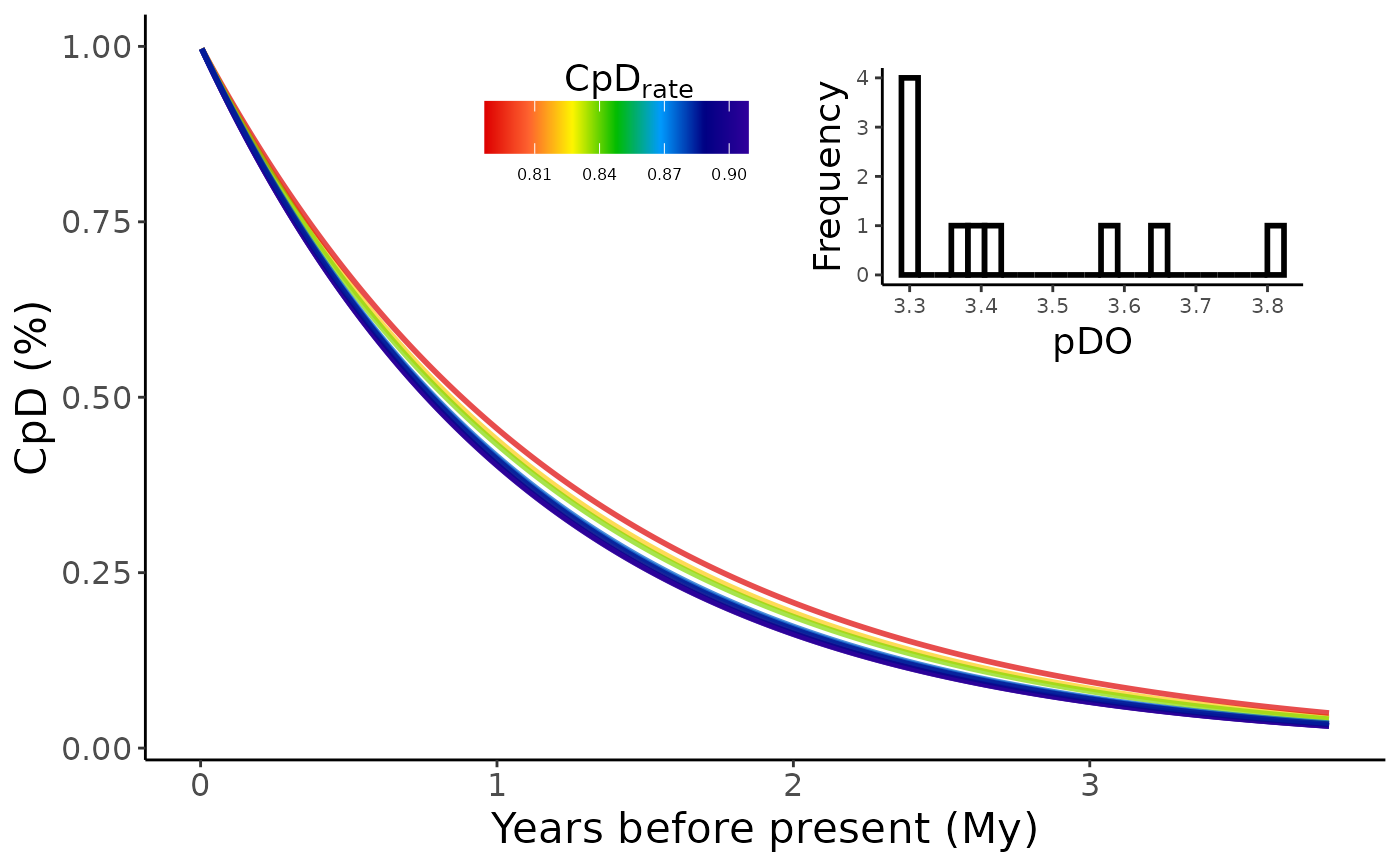 CpD (%)
1.00
0.75
0.50
0.25
0.00
0 1 2 3
Years before present (My)
CpDrate
0.81 0.84 0.87 0.90
Frequency
4
3
2
1
0
3.3 3.4 3.5 3.6 3.7 3.8
pDO